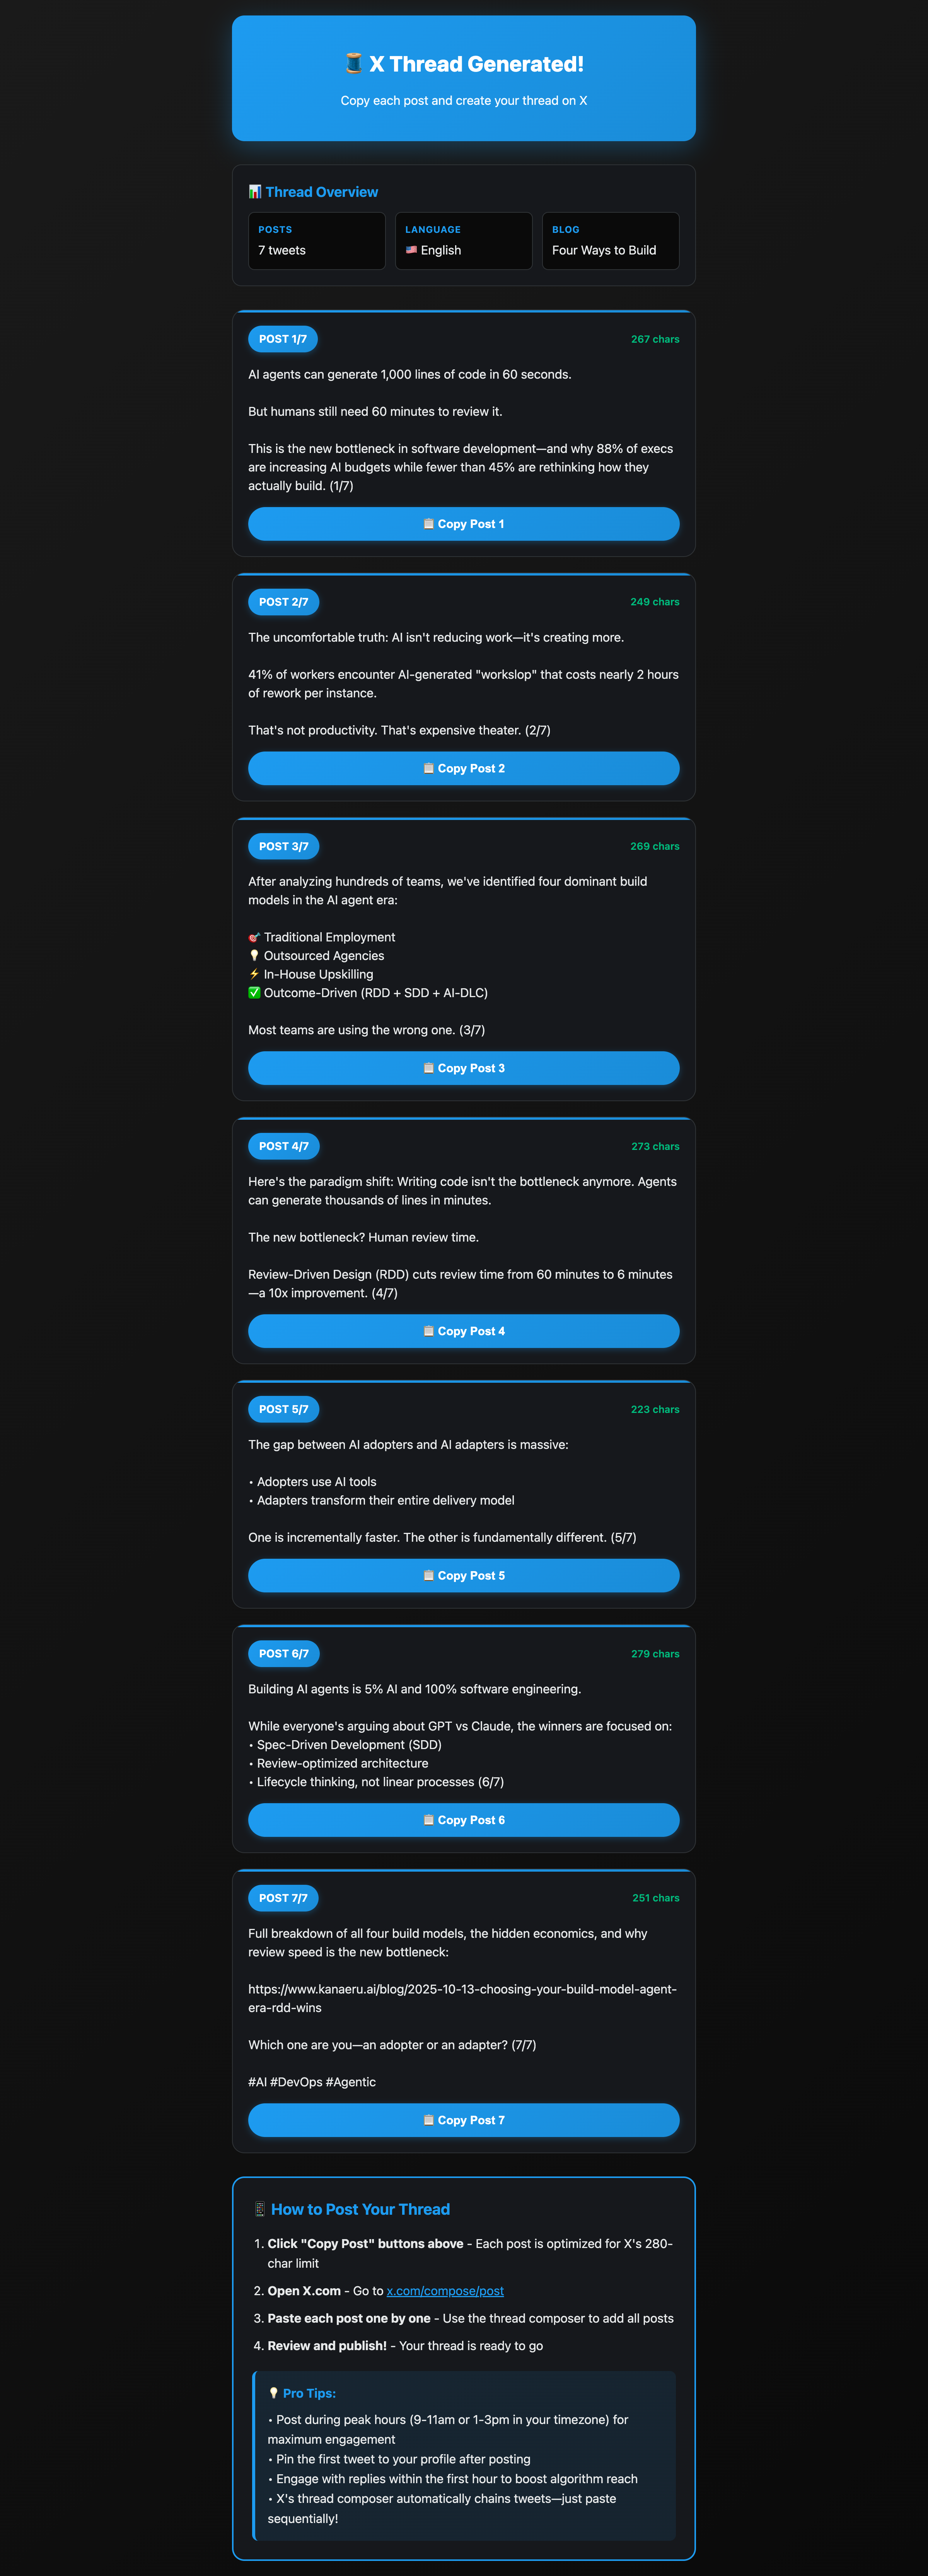 🧵 X Thread Generated!
Copy each post and create your thread on X
📊 Thread Overview
POSTS
7 tweets
LANGUAGE
🇺🇸 English
BLOG
Four Ways to Build
POST 1/7
267 chars
AI agents can generate 1,000 lines of code in 60 seconds.
But humans still need 60 minutes to review it.
This is the new bottleneck in software development—and why 88% of execs
are increasing AI budgets while fewer than 45% are rethinking how they
actually build. (1/7)
📋 Copy Post 1
POST 2/7
249 chars
The uncomfortable truth: AI isn't reducing work—it's creating more.
41% of workers encounter AI-generated "workslop" that costs nearly 2 hours
of rework per instance.
That's not productivity. That's expensive theater. (2/7)
📋 Copy Post 2
POST 3/7
269 chars
After analyzing hundreds of teams, we've identified four dominant build
models in the AI agent era:
🎯 Traditional Employment
💡 Outsourced Agencies
⚡ In-House Upskilling
✅ Outcome-Driven (RDD + SDD + AI-DLC)
Most teams are using the wrong one. (3/7)
📋 Copy Post 3
POST 4/7
273 chars
Here's the paradigm shift: Writing code isn't the bottleneck anymore. Agents
can generate thousands of lines in minutes.
The new bottleneck? Human review time.
Review-Driven Design (RDD) cuts review time from 60 minutes to 6 minutes
—a 10x improvement. (4/7)
📋 Copy Post 4
POST 5/7
223 chars
The gap between AI adopters and AI adapters is massive:
• Adopters use AI tools
• Adapters transform their entire delivery model
One is incrementally faster. The other is fundamentally different. (5/7)
📋 Copy Post 5
POST 6/7
279 chars
Building AI agents is 5% AI and 100% software engineering.
While everyone's arguing about GPT vs Claude, the winners are focused on:
• Spec-Driven Development (SDD)
• Review-optimized architecture
• Lifecycle thinking, not linear processes (6/7)
📋 Copy Post 6
POST 7/7
251 chars
Full breakdown of all four build models, the hidden economics, and why
review speed is the new bottleneck:
https://www.kanaeru.ai/blog/2025-10-13-choosing-your-build-model-agent-
era-rdd-wins
Which one are you—an adopter or an adapter? (7/7)
#AI #DevOps #Agentic
📋 Copy Post 7
📱 How to Post Your Thread
1. Click "Copy Post" buttons above - Each post is optimized for X's 280-
char limit
2. Open X.com - Go to x.com/compose/post
3. Paste each post one by one - Use the thread composer to add all posts
4. Review and publish! - Your thread is ready to go
💡 Pro Tips:
• Post during peak hours (9-11am or 1-3pm in your timezone) for
maximum engagement
• Pin the first tweet to your profile after posting
• Engage with replies within the first hour to boost algorithm reach
• X's thread composer automatically chains tweets—just paste
sequentially!